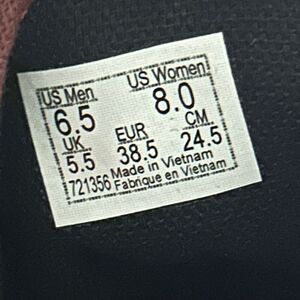 US Men US Women
6.5 8.0
UK EUR CM
5.5 38.5 24.5
721356 Made in Vietnam
Fabrique en Vietnam